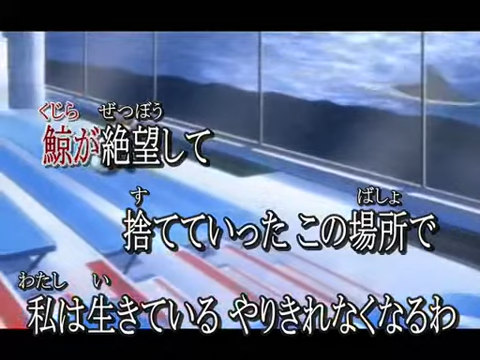 くじら ぜつぼう
鯨が絶望して
す ばしょ
捨てていった この場所で
わたし い
私は生きている やりきれなくなるわ